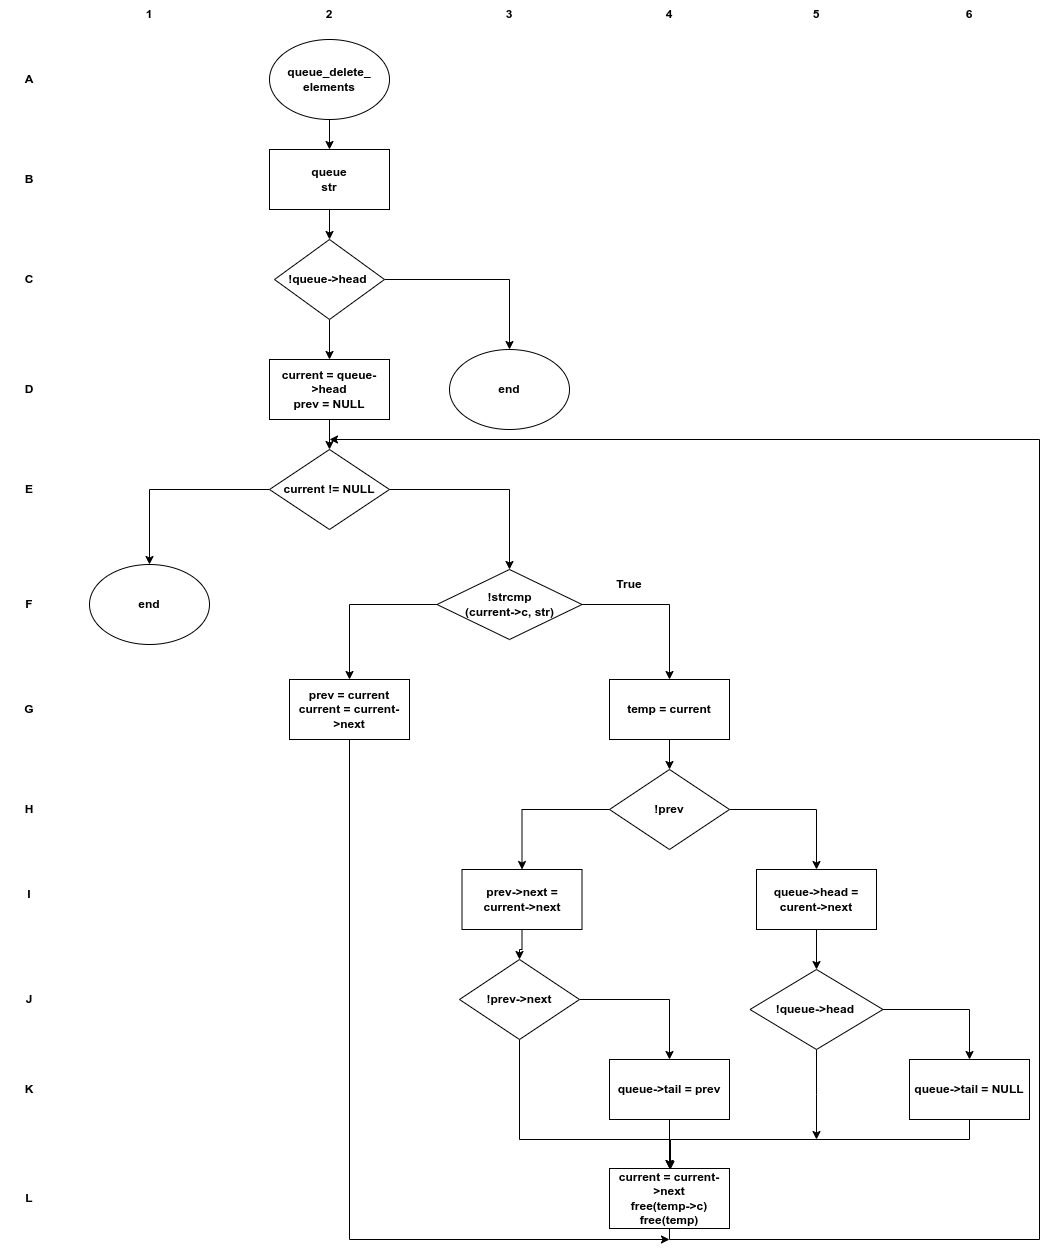 1 2 3 4 5 6
A
queue_delete_
elements
B
queue
str
C
!queue->head
D
current = queue-
>head
prev = NULL
end
E
current != NULL
F
end
!strcmp
(current->c, str)
True
G
prev = current
current = current-
>next
temp = current
H
!prev
I
prev->next =
current->next
queue->head =
curent->next
J
!prev->next
!queue->head
K
queue->tail = prev
queue->tail = NULL
L
current = current-
>next
free(temp->c)
free(temp)